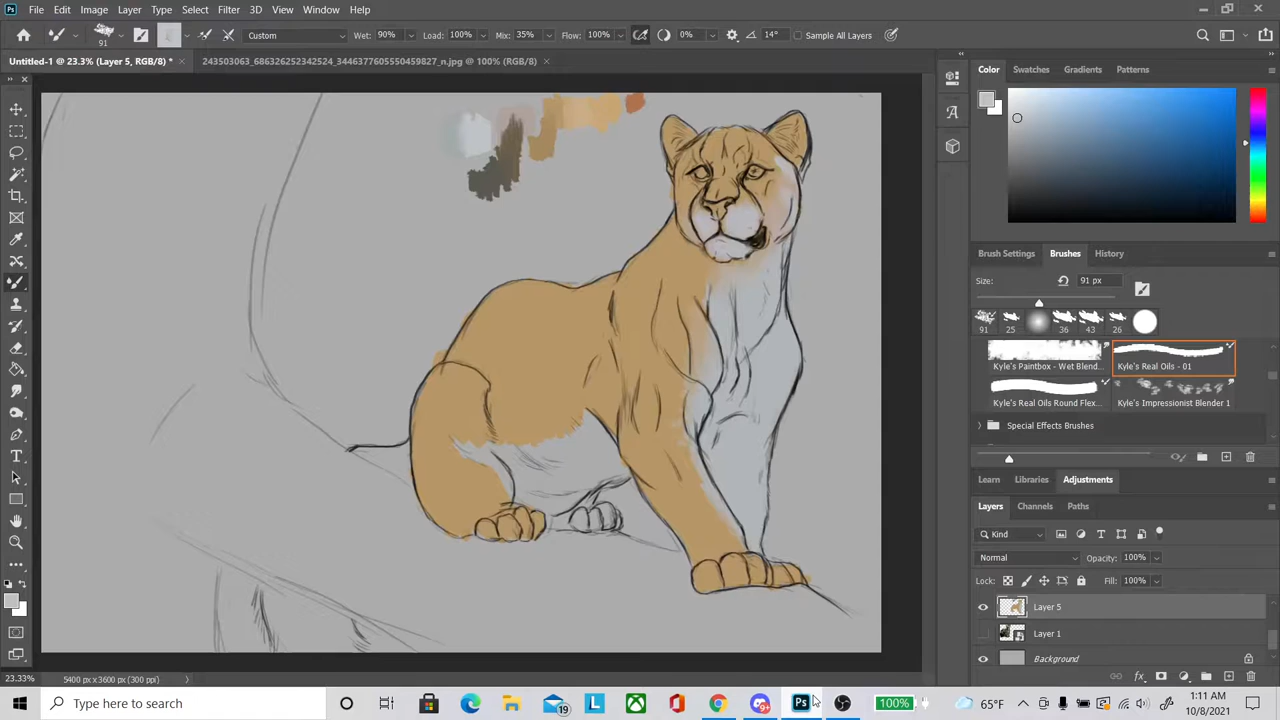 File Edit Image Layer Type Select Filter 3D View Window Help
91 Custom Wet: 90% Load: 100% Mix: 35% Flow: 100% 0% 14° Sample All Layers
Untitled-1 @ 23.3% (Layer 5, RGB/8) * 243503063_686326252342524_3446377605550459827_n.jpg @ 100% (RGB/8)
Color Swatches Gradients Patterns
Brush Settings Brushes History
Size: 91 px
91 25 36 43 26
Kyle's Paintbox - Wet Blend... Kyle's Real Oils - 01
Kyle's Real Oils Round Flex... Kyle's Impressionist Blender 1
Special Effects Brushes
Learn Libraries Adjustments
Layers Channels Paths
Kind
Normal Opacity: 100%
Lock: Fill: 100%
Layer 5
Layer 1
Background
23.33% 5400 px x 3600 px (300 ppi)
Type here to search 19 Ps 100% 65°F 1:11 AM
10/8/2021